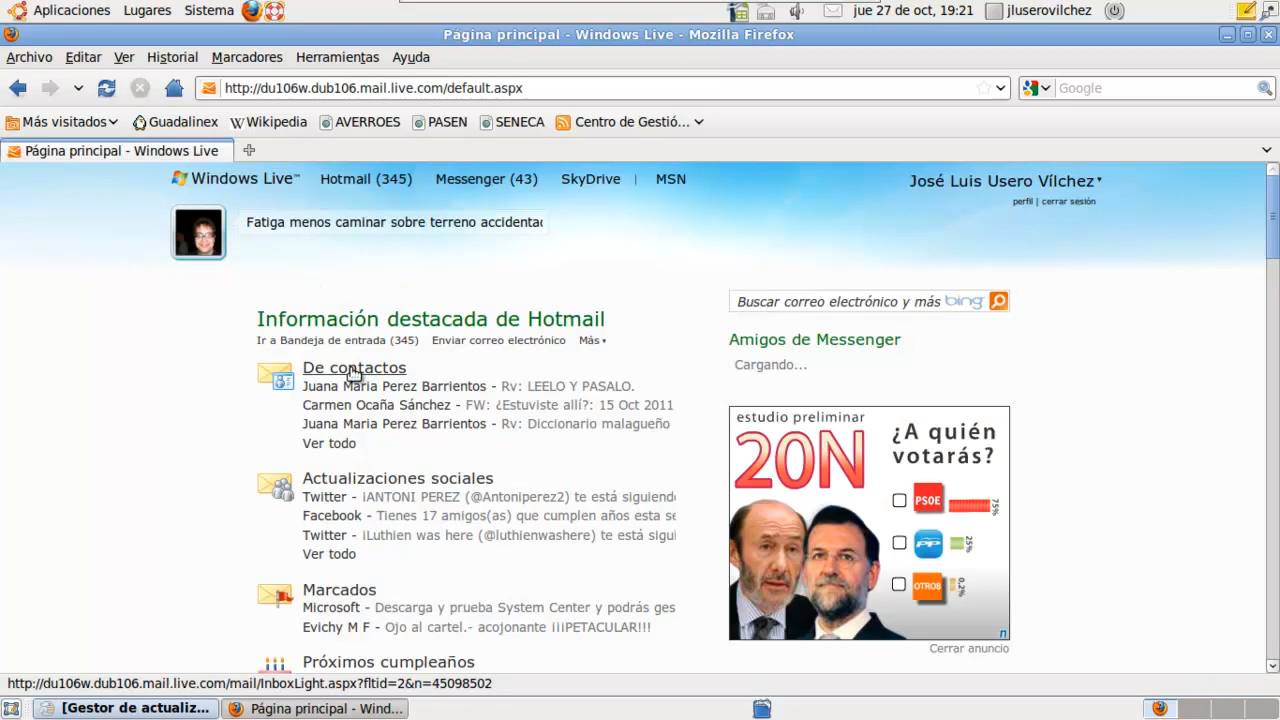 Aplicaciones Lugares Sistema jue 27 de oct, 19:21 jluserovilchez
Página principal - Windows Live - Mozilla Firefox
Archivo Editar Ver Historial Marcadores Herramientas Ayuda
http://du106w.dub106.mail.live.com/default.aspx Google
Más visitados Guadalinex Wikipedia AVERROES PASEN SENECA Centro de Gestió...
Página principal - Windows Live
Windows Live™ Hotmail (345) Messenger (43) SkyDrive | MSN
José Luis Usero Vílchez
perfil | cerrar sesión
Fatiga menos caminar sobre terreno accidentad
Información destacada de Hotmail
Ir a Bandeja de entrada (345) Enviar correo electrónico Más
De contactos
Juana Maria Perez Barrientos - Rv: LEELO Y PASALO.
Carmen Ocaña Sánchez - FW: ¿Estuviste allí?: 15 Oct 2011
Juana Maria Perez Barrientos - Rv: Diccionario malagueño
Ver todo
Actualizaciones sociales
Twitter - ¡ANTONI PEREZ (@Antoniperez2) te está siguiend
Facebook - Tienes 17 amigos(as) que cumplen años esta se
Twitter - ¡Luthien was here (@luthienwashere) te está sigu
Ver todo
Marcados
Microsoft - Descarga y prueba System Center y podrás ges
Evichy M F - Ojo al cartel.- acojonante ¡¡¡PETACULAR!!!
Próximos cumpleaños
Buscar correo electrónico y más bing
Amigos de Messenger
Cargando...
estudio preliminar
20N
¿A quién
votarás?
PSOE 75%
PP 25%
OTROS 0,2%
n
Cerrar anuncio
http://du106w.dub106.mail.live.com/mail/InboxLight.aspx?fltid=2&n=45098502
[Gestor de actualiz... Página principal - Wind...